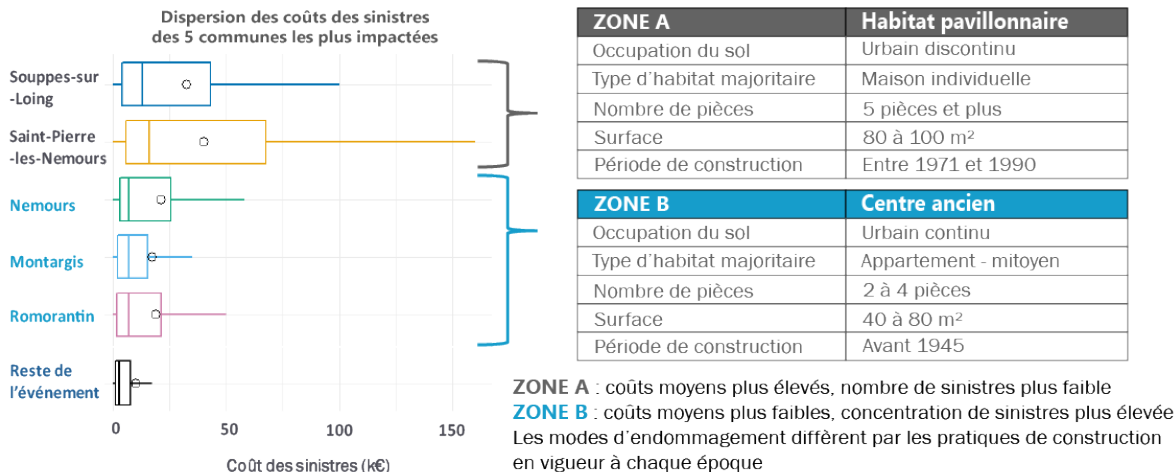 Dispersion des coûts des sinistres
des 5 communes les plus impactées
Souppes-sur
-Loing
Saint-Pierre
-les-Nemours
Nemours
Montargis
Romorantin
Reste de
l'événement
0 50 100 150
Coût des sinistres (k€)
ZONE A Habitat pavillonnaire
Occupation du sol Urbain discontinu
Type d'habitat majoritaire Maison individuelle
Nombre de pièces 5 pièces et plus
Surface 80 à 100 m²
Période de construction Entre 1971 et 1990
ZONE B Centre ancien
Occupation du sol Urbain continu
Type d'habitat majoritaire Appartement - mitoyen
Nombre de pièces 2 à 4 pièces
Surface 40 à 80 m²
Période de construction Avant 1945
ZONE A : coûts moyens plus élevés, nombre de sinistres plus faible
ZONE B : coûts moyens plus faibles, concentration de sinistres plus élevée
Les modes d'endommagement diffèrent par les pratiques de construction
en vigueur à chaque époque